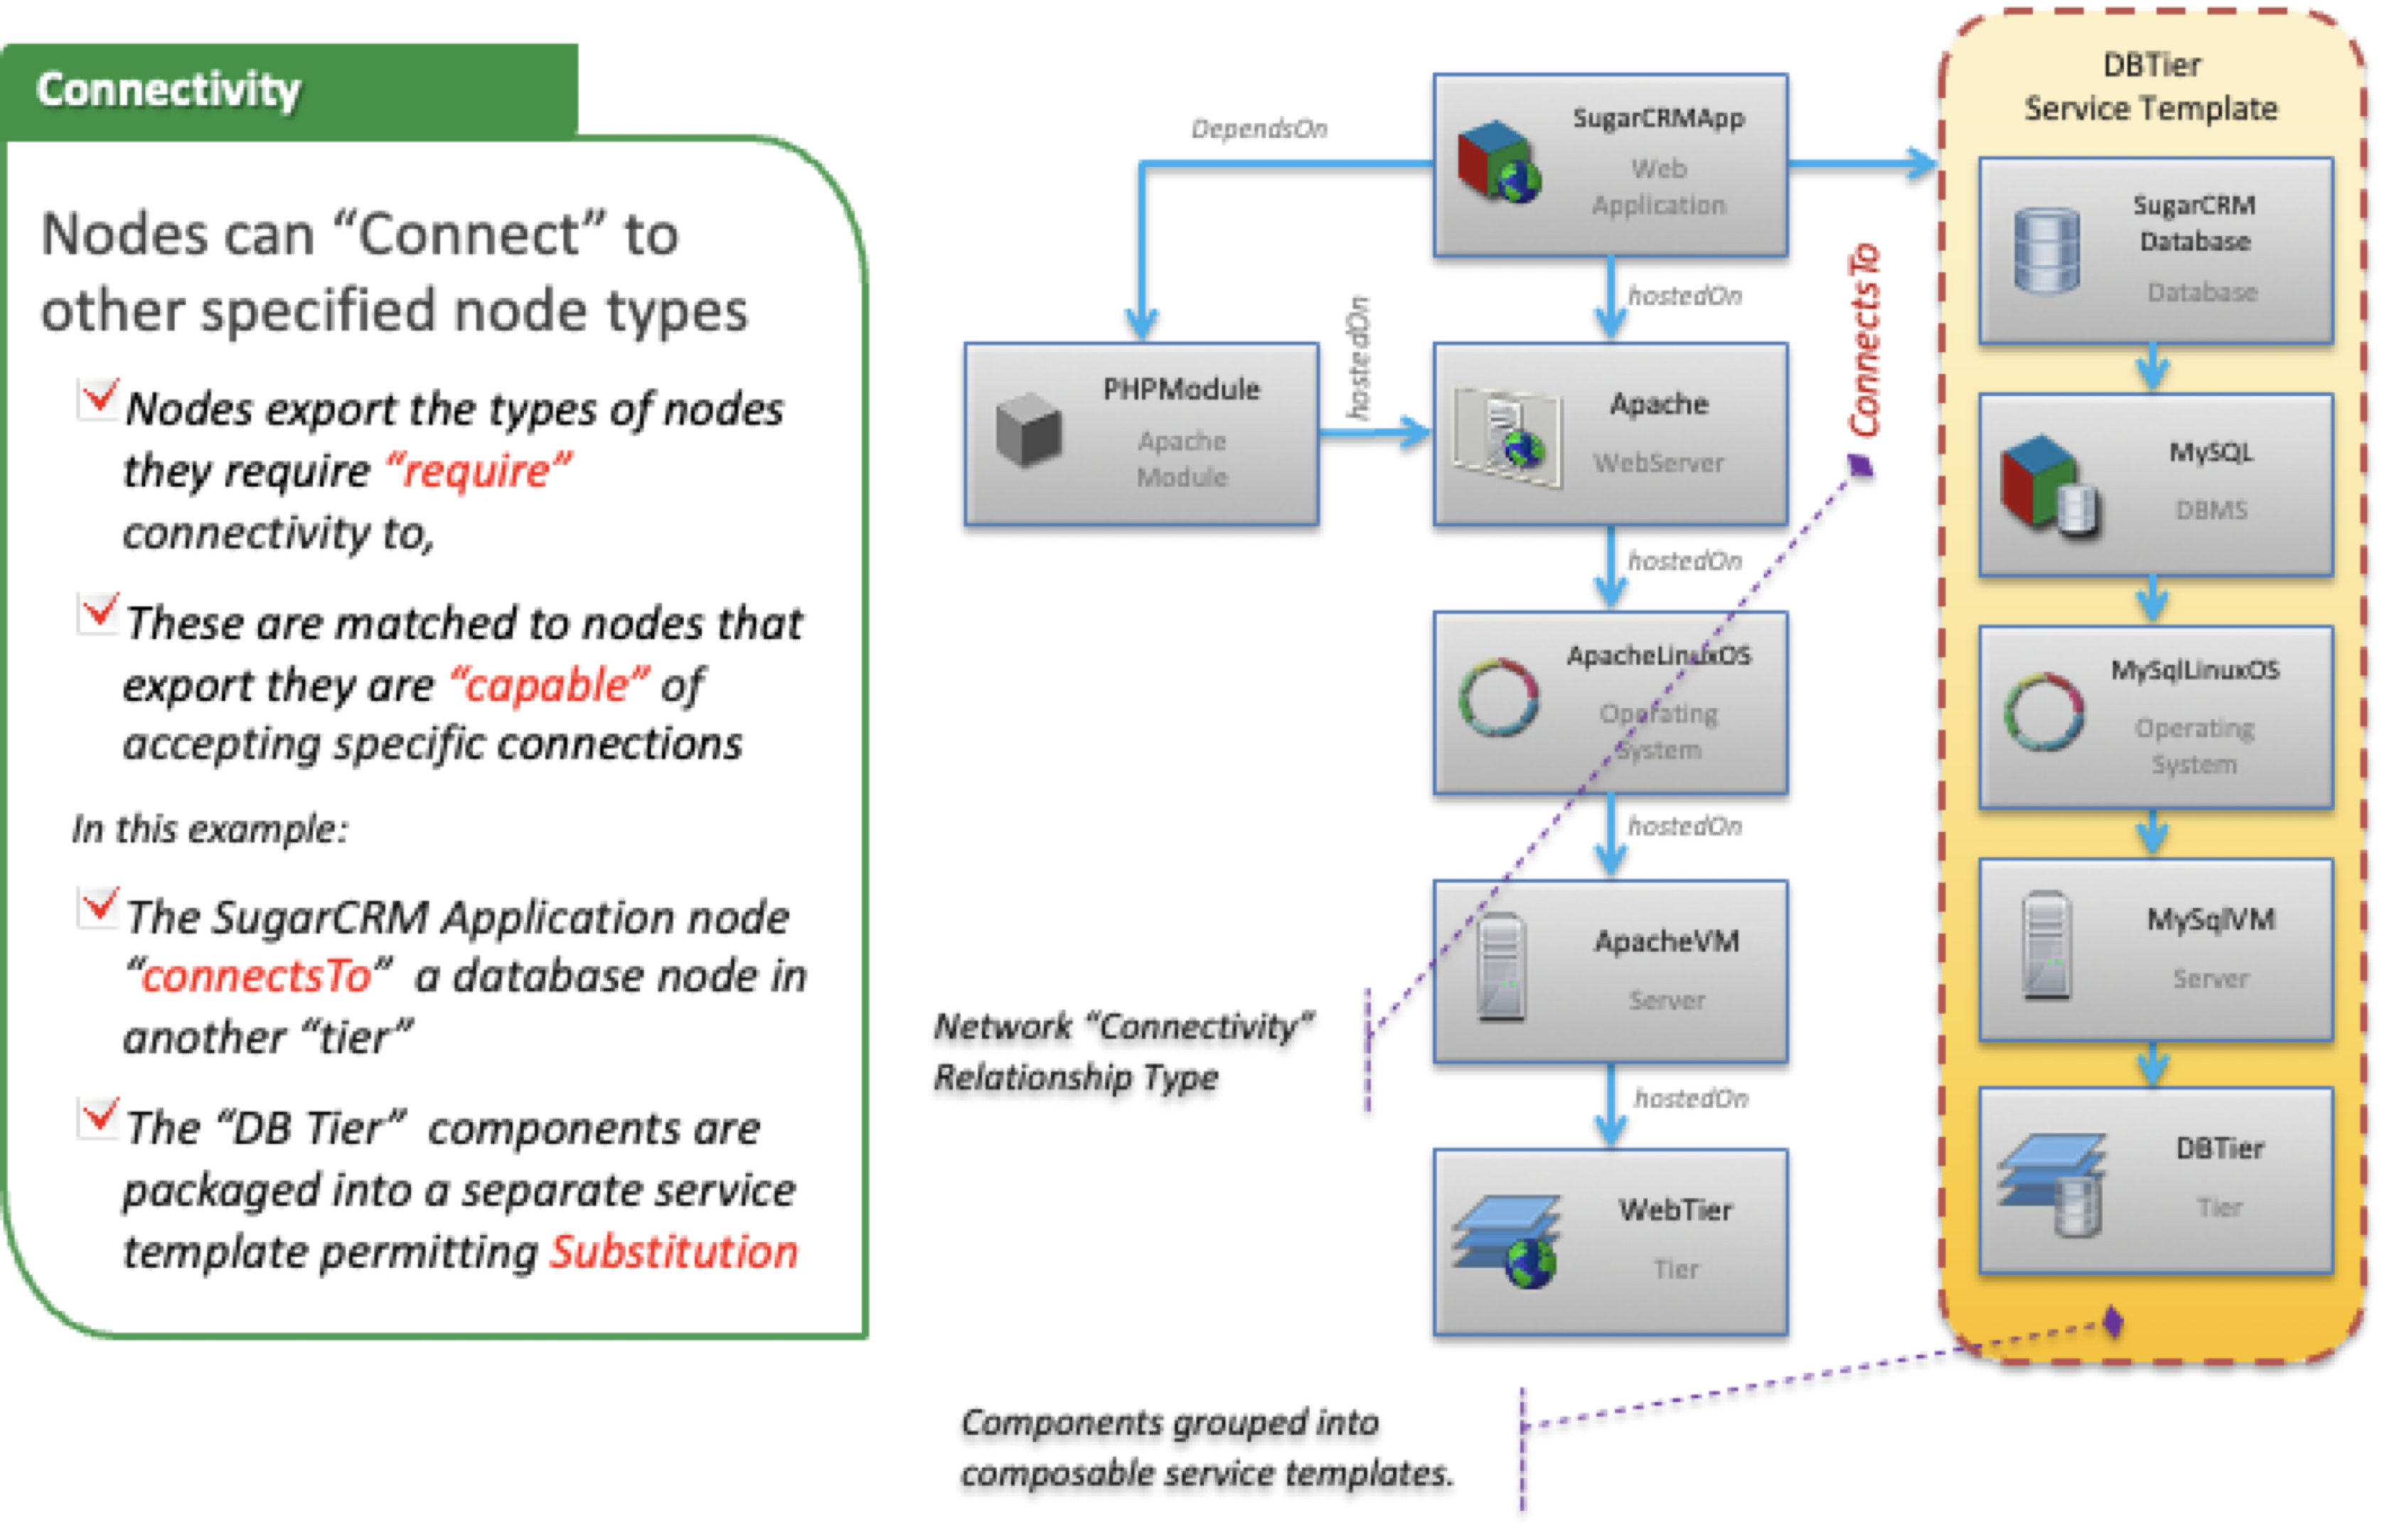 Connectivity
Nodes can “Connect” to
other specified node types
Nodes export the types of nodes
they require “require”
connectivity to,
These are matched to nodes that
export they are “capable” of
accepting specific connections
In this example:
The SugarCRM Application node
“connectsTo” a database node in
another “tier”
The “DB Tier” components are
packaged into a separate service
template permitting Substitution
DependsOn
SugarCRMApp
Web
Application
hostedOn
PHPModule
Apache
Module
hostedOn
Apache
WebServer
hostedOn
ApacheLinuxOS
Operating
System
hostedOn
ApacheVM
Server
hostedOn
WebTier
Tier
ConnectsTo
Network “Connectivity”
Relationship Type
Components grouped into
composable service templates.
DBTier
Service Template
SugarCRM
Database
Database
MySQL
DBMS
MySqlLinuxOS
Operating
System
MySqlVM
Server
DBTier
Tier